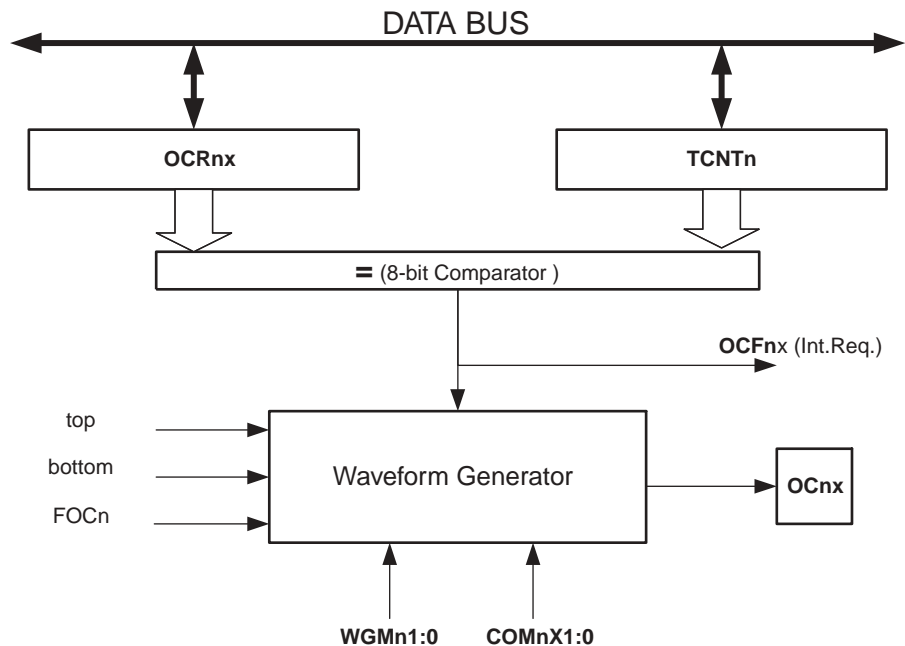 DATA BUS
OCRnx
TCNTn
= (8-bit Comparator )
OCFnx (Int.Req.)
top
bottom
FOCn
Waveform Generator
OCnx
WGMn1:0
COMnX1:0